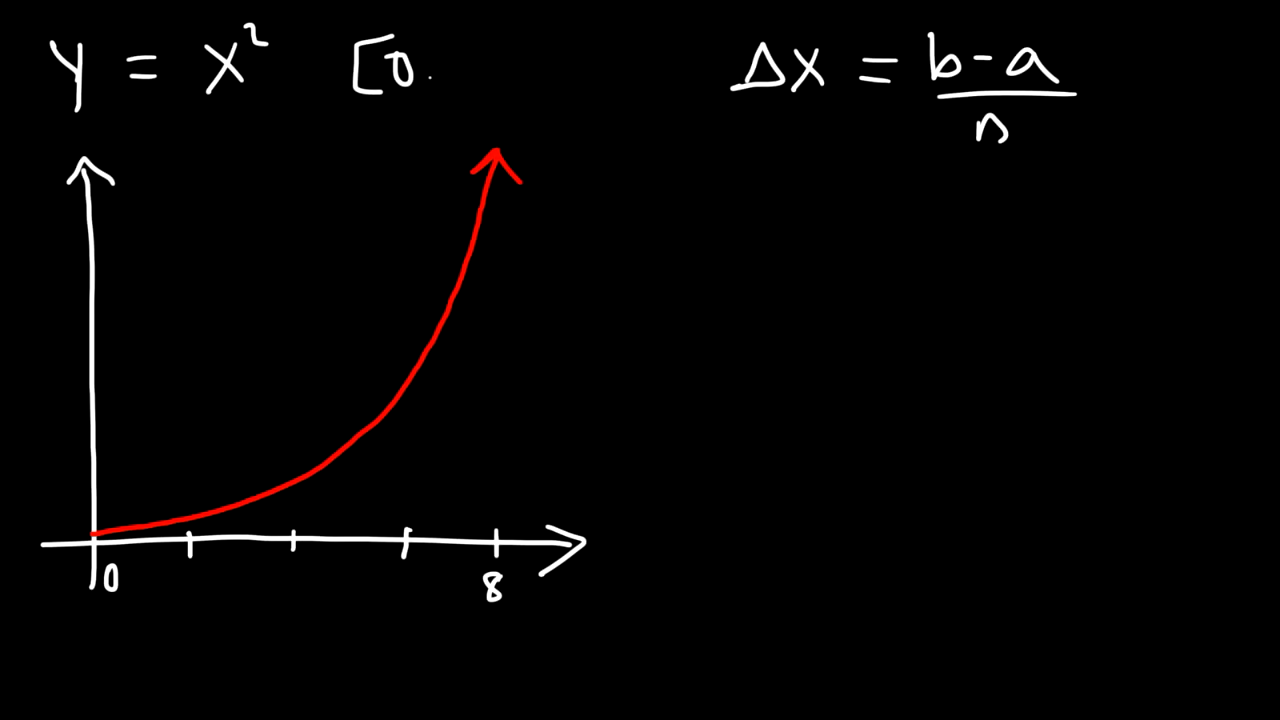 y = x² [0.
Δx = b-a
n
0
8